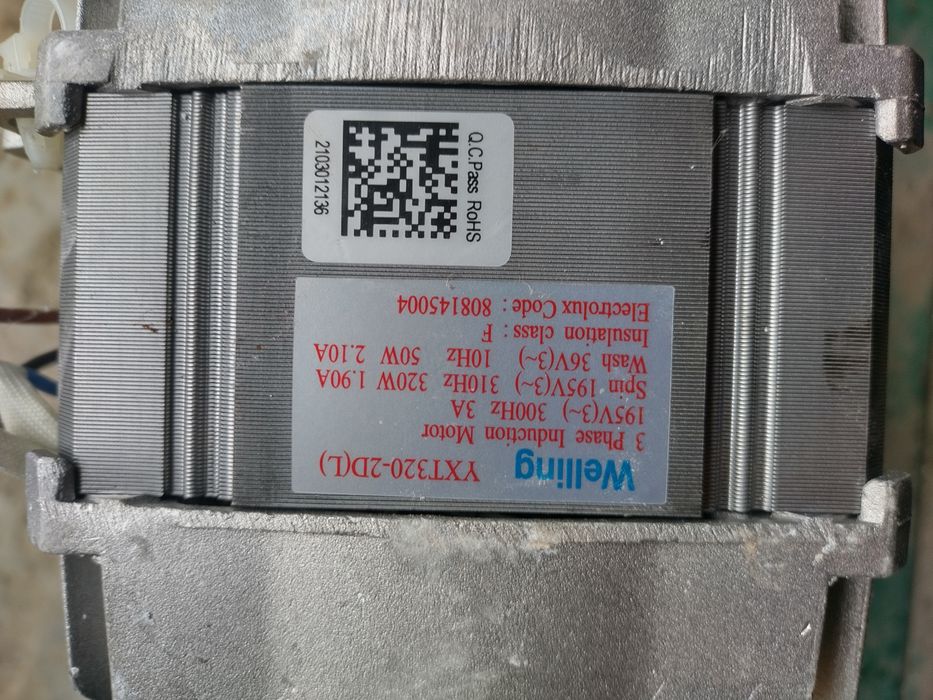 Welling YXT320-2D(L)
3 Phase Induction Motor
195V(3~) 300Hz 3A
Spin 195V(3~) 310Hz 320W 1.90A
Wash 36V(3~) 10Hz 50W 2.10A
Insulation class : F
Electrolux Code : 808145004
Q.C.Pass RoHS
2103012136